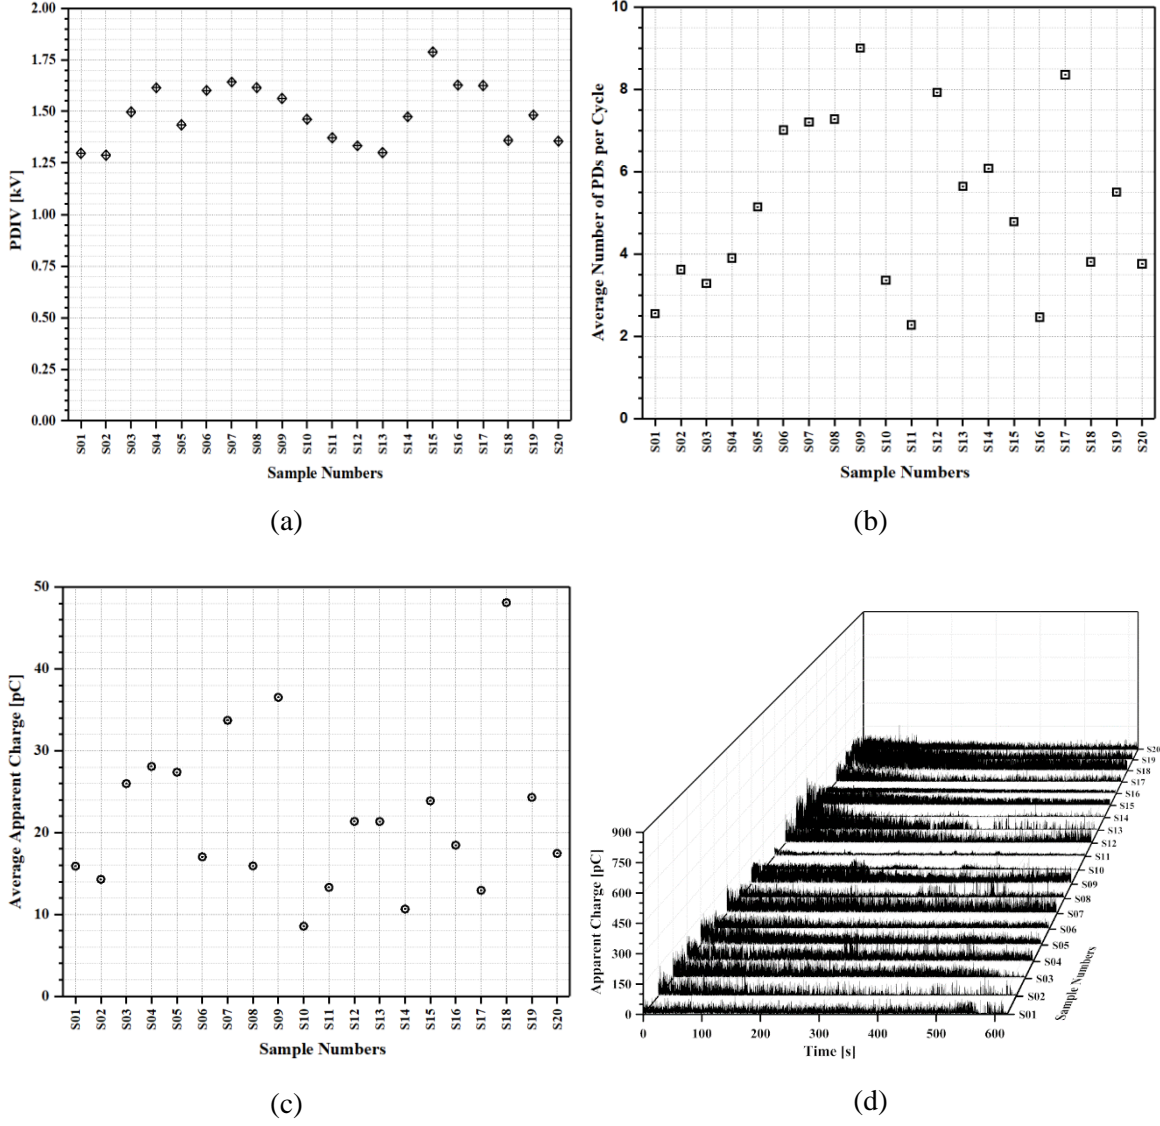 2.00
1.75
1.50
1.25
1.00
0.75
0.50
0.25
0.00
PDIV [kV]
S01 S02 S03 S04 S05 S06 S07 S08 S09 S10 S11 S12 S13 S14 S15 S16 S17 S18 S19 S20
Sample Numbers
(a)
10
8
6
4
2
0
Average Number of PDs per Cycle
S01 S02 S03 S04 S05 S06 S07 S08 S09 S10 S11 S12 S13 S14 S15 S16 S17 S18 S19 S20
Sample Numbers
(b)
50
40
30
20
10
0
Average Apparent Charge [pC]
S01 S02 S03 S04 S05 S06 S07 S08 S09 S10 S11 S12 S13 S14 S15 S16 S17 S18 S19 S20
Sample Numbers
(c)
900
750
600
450
300
150
0
Apparent Charge [pC]
0 100 200 300 400 500 600
Time [s]
S20
S19
S18
S17
S16
S15
S14
S13
S12
S11
S10
S09
S08
S07
S06
S05
S04
S03
S02
S01
Sample Numbers
(d)